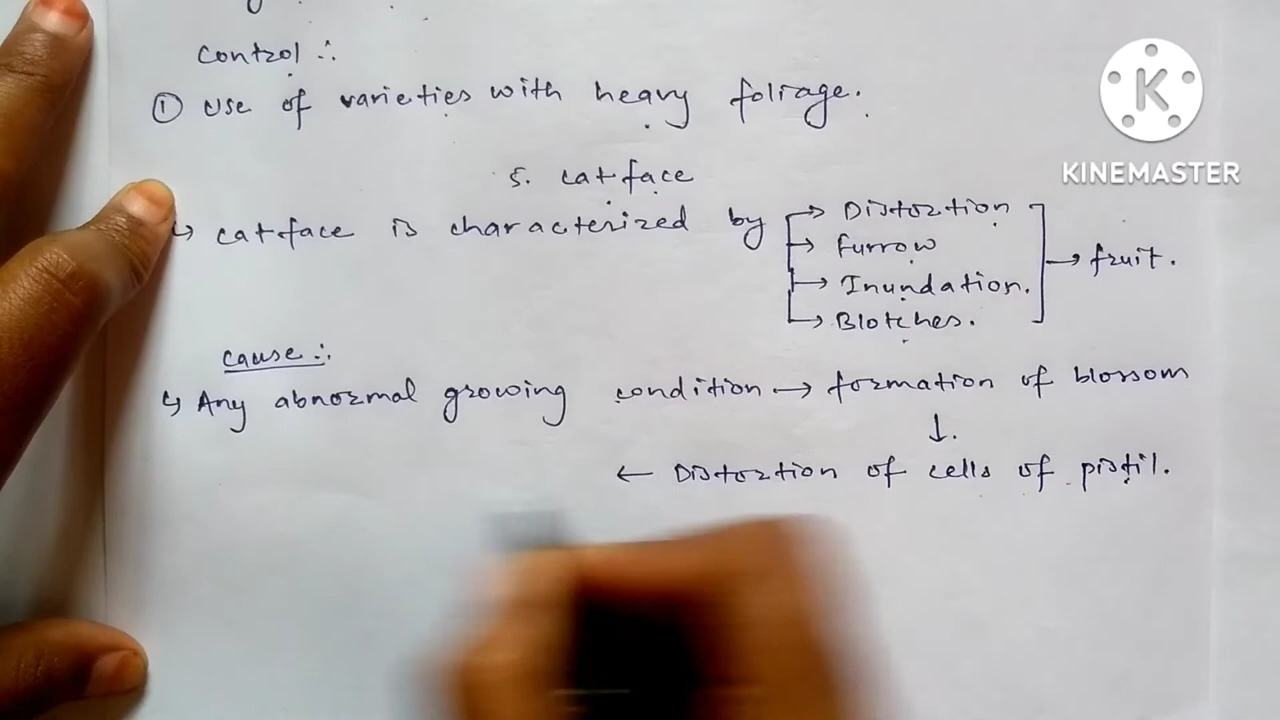 Control ∴
① Use of varieties with heavy foliage.
5. catface
↳ catface is characterized by → Distortion
→ Furrow
→ Inundation.
→ Blotches.
→ fruit.
cause ∴
↳ Any abnormal growing condition → formation of blossom
↓.
← Distortion of cells of pistil.
K
KINEMASTER